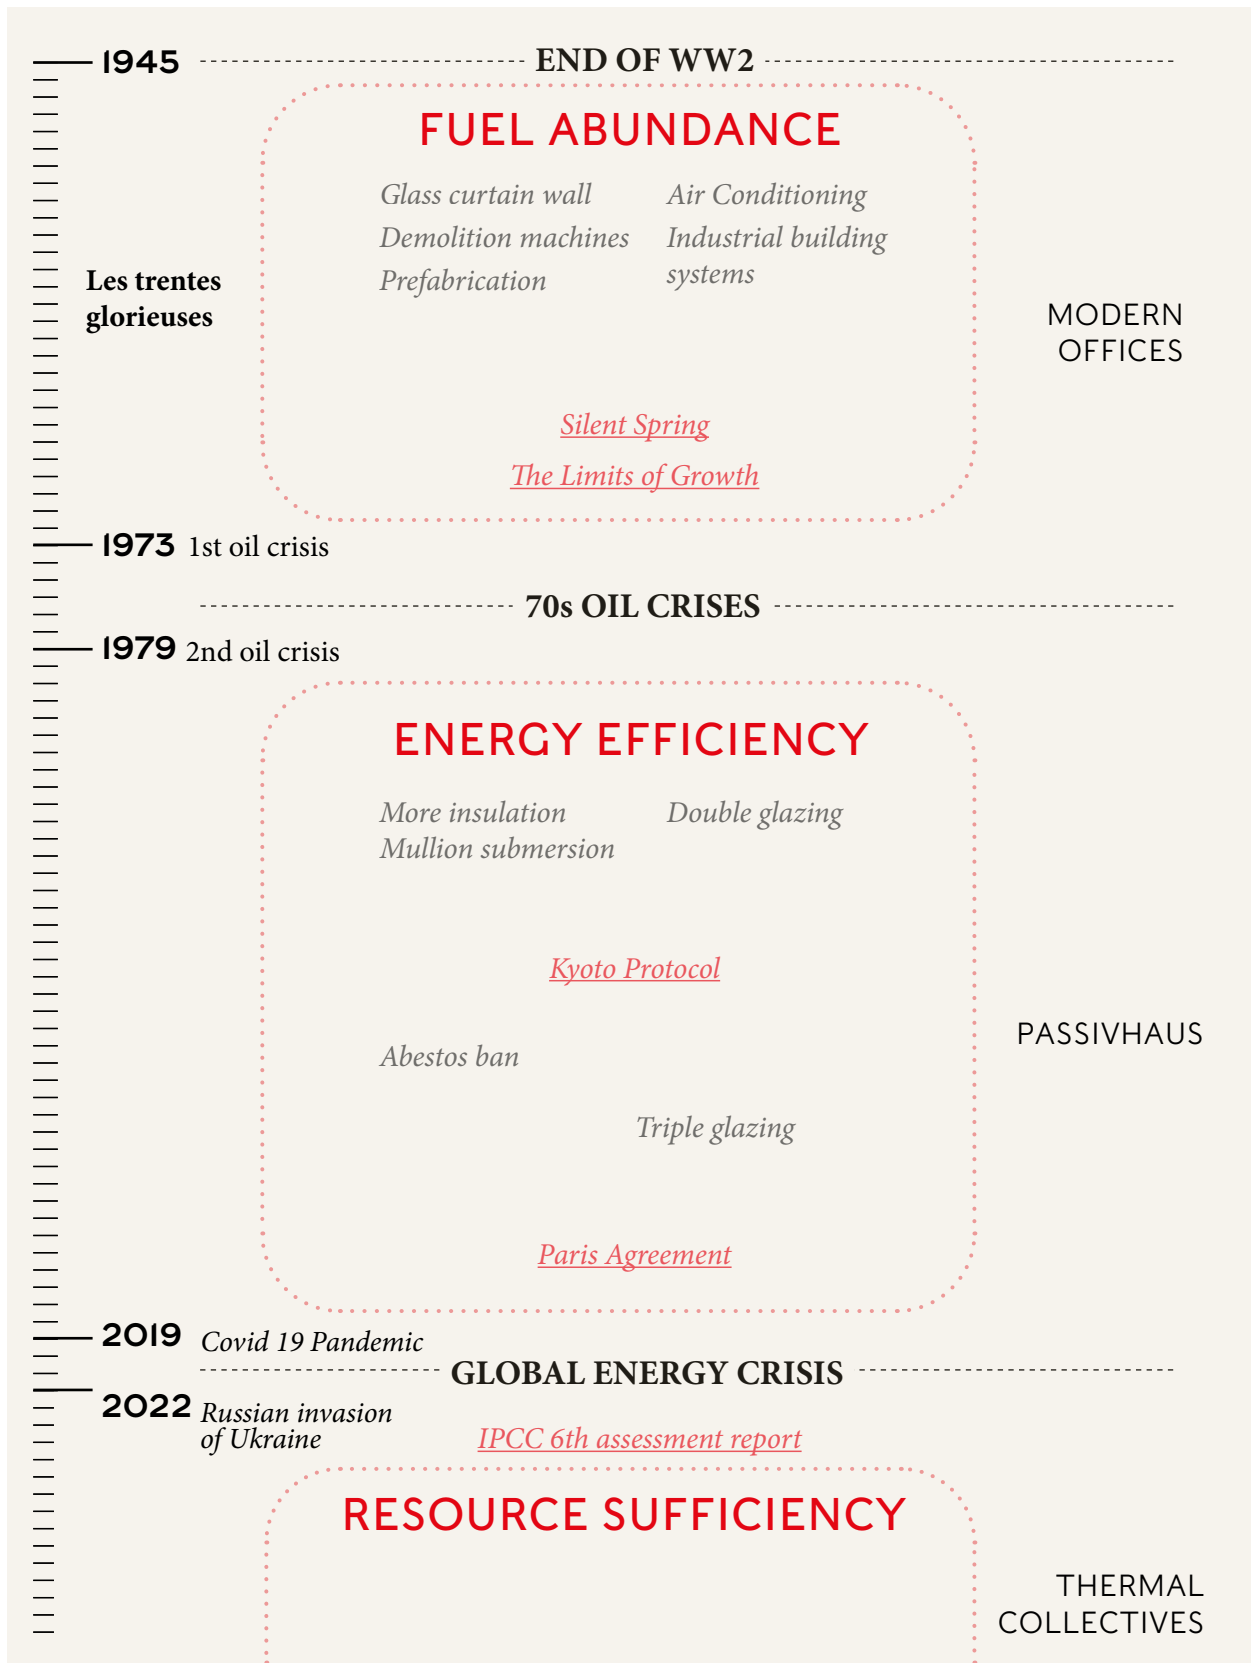 1945
END OF WW2
FUEL ABUNDANCE
Glass curtain wall
Air Conditioning
Demolition machines
Industrial building
systems
Prefabrication
Les trentes
glorieuses
MODERN
OFFICES
Silent Spring
The Limits of Growth
1973 1st oil crisis
70s OIL CRISES
1979 2nd oil crisis
ENERGY EFFICIENCY
More insulation
Double glazing
Mullion submersion
Kyoto Protocol
PASSIVHAUS
Abestos ban
Triple glazing
Paris Agreement
2019 Covid 19 Pandemic
GLOBAL ENERGY CRISIS
2022 Russian invasion
of Ukraine
IPCC 6th assessment report
RESOURCE SUFFICIENCY
THERMAL
COLLECTIVES